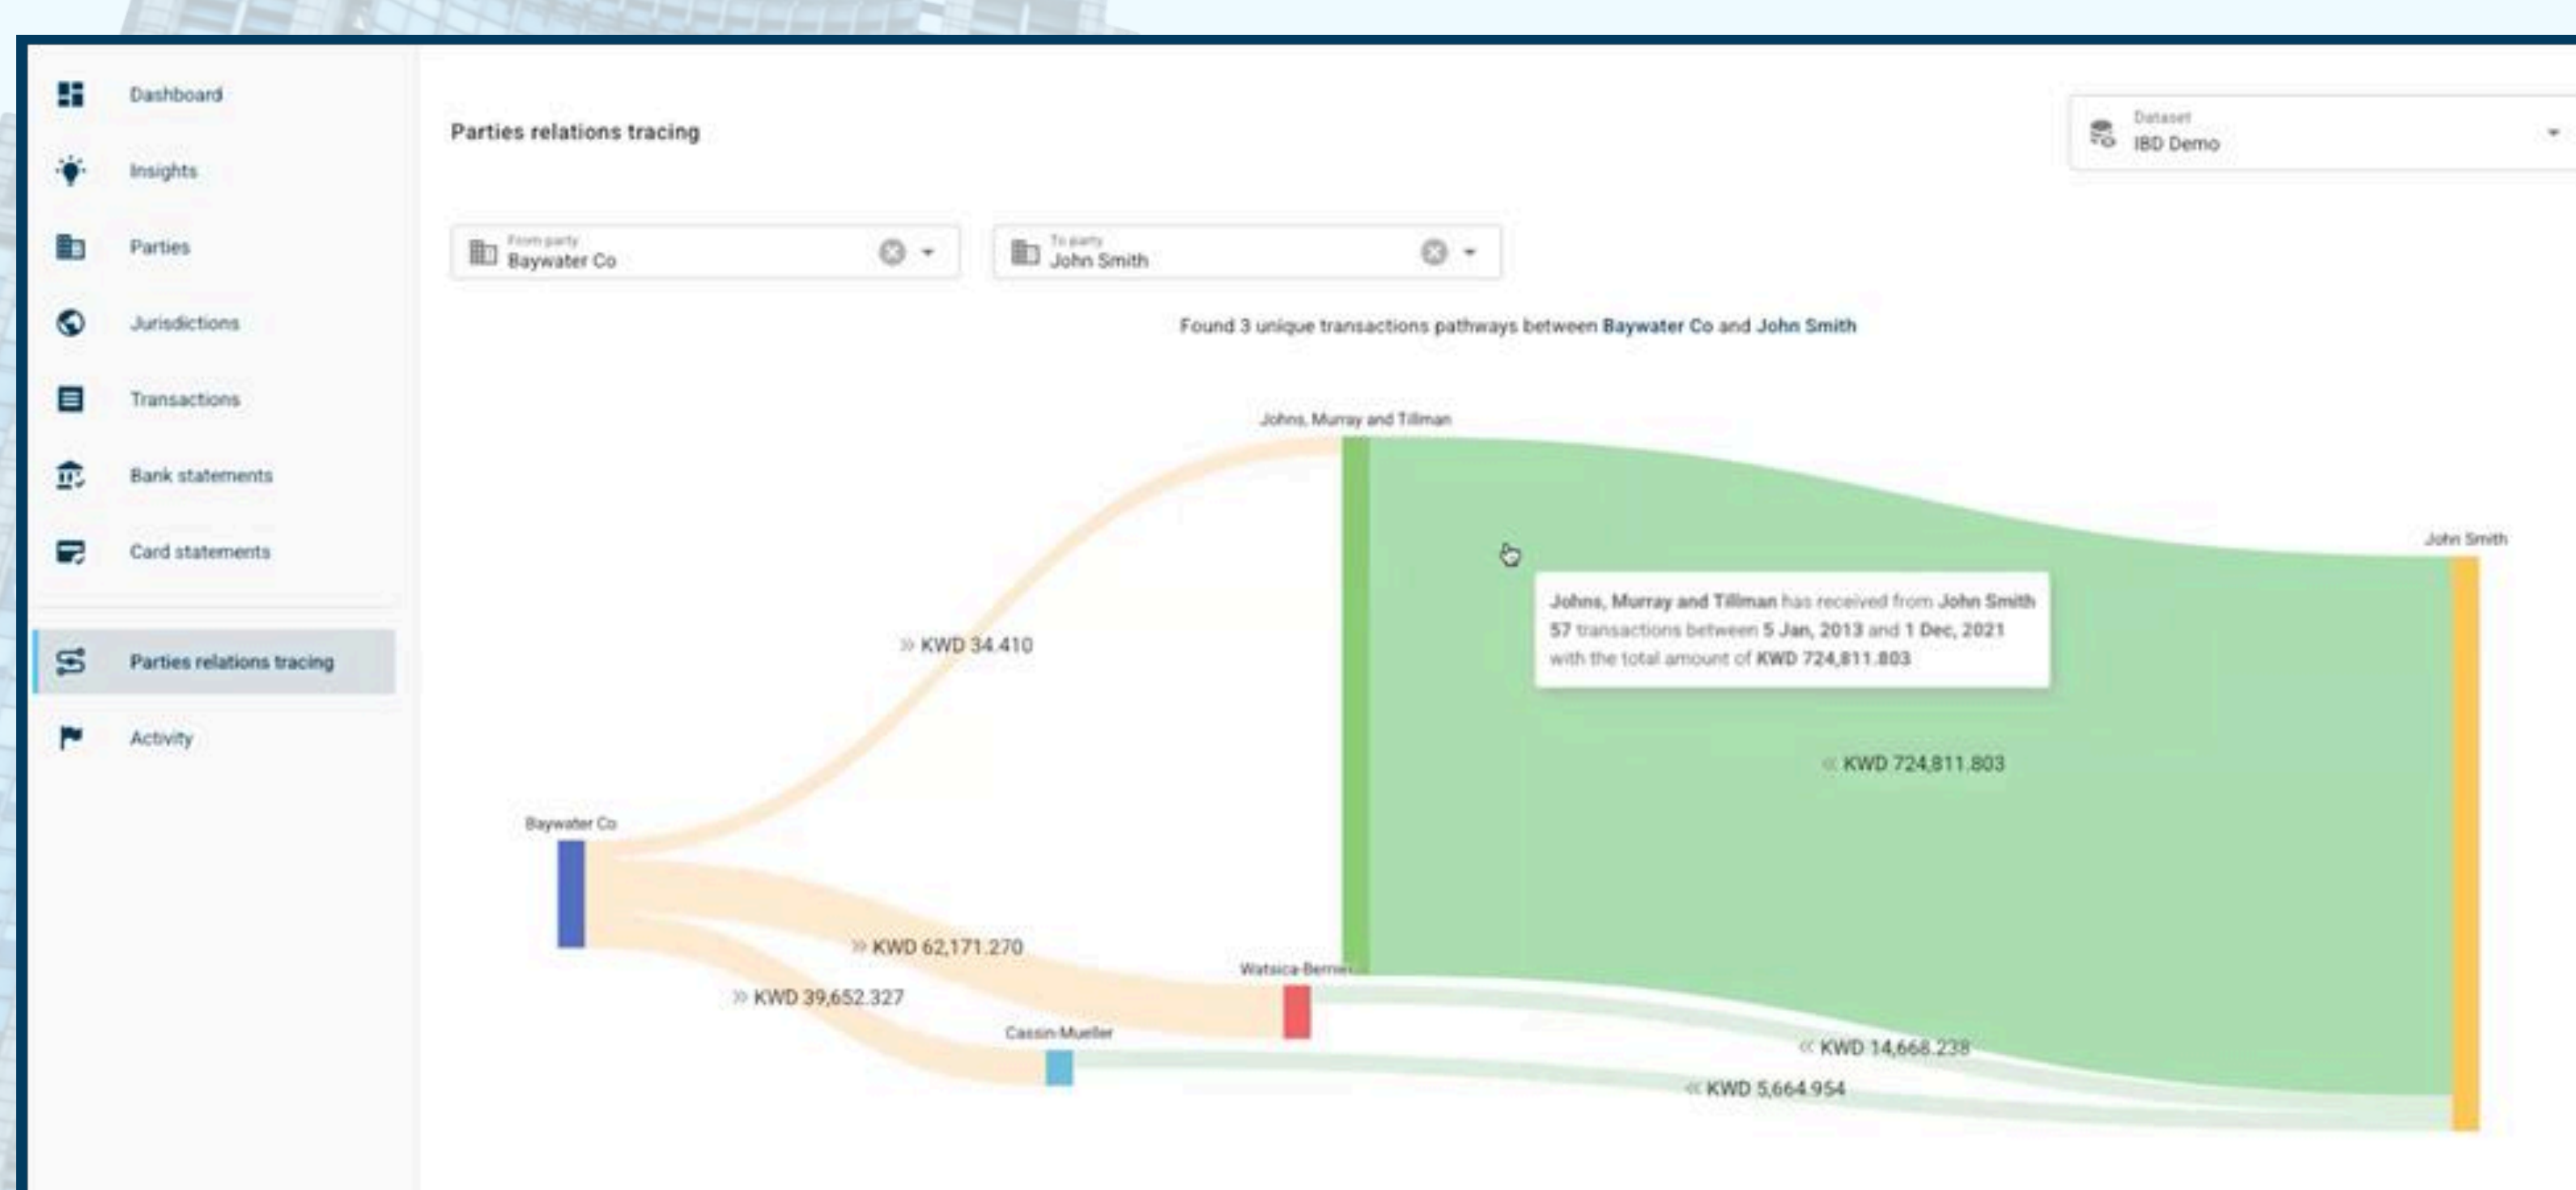 Dashboard
Insights
Parties
Jurisdictions
Transactions
Bank statements
Card statements
Parties relations tracing
Activity
Parties relations tracing
Dataset
IBD Demo
From party
Baywater Co
To party
John Smith
Found 3 unique transactions pathways between Baywater Co and John Smith
Johns, Murray and Tillman
John Smith
Johns, Murray and Tillman has received from John Smith
57 transactions between 5 Jan, 2013 and 1 Dec, 2021
with the total amount of KWD 724,811.803
» KWD 34.410
« KWD 724,811.803
Baywater Co
» KWD 62,171.270
» KWD 39,652.327
Cassin-Mueller
« KWD 14,668.238
« KWD 5,664.954